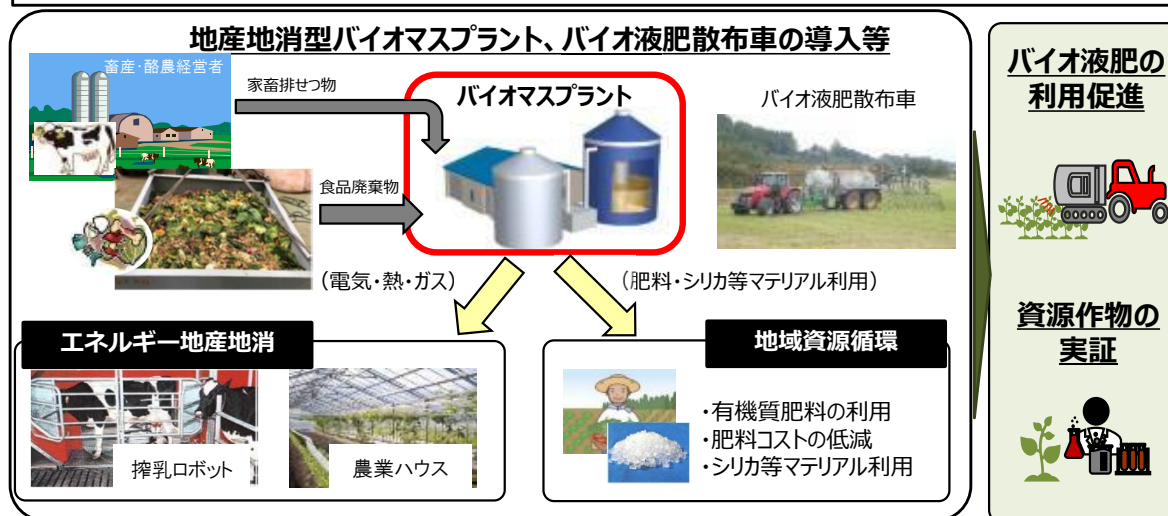 地産地消型バイオマスプラント、バイオ液肥散布車の導入等
畜産・酪農経営者
家畜排せつ物
バイオマスプラント
バイオ液肥散布車
食品廃棄物
（電気・熱・ガス）
（肥料・シリカ等マテリアル利用）
エネルギー地産地消
搾乳ロボット
農業ハウス
地域資源循環
・有機質肥料の利用
・肥料コストの低減
・シリカ等マテリアル利用
バイオ液肥の
利用促進
資源作物の
実証